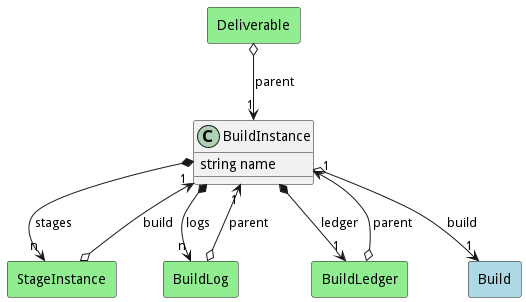 Deliverable
parent
1
C BuildInstance
string name
1
1
stages
build
logs
1
parent
ledger
parent
build
n
n
1
1
StageInstance
BuildLog
BuildLedger
Build